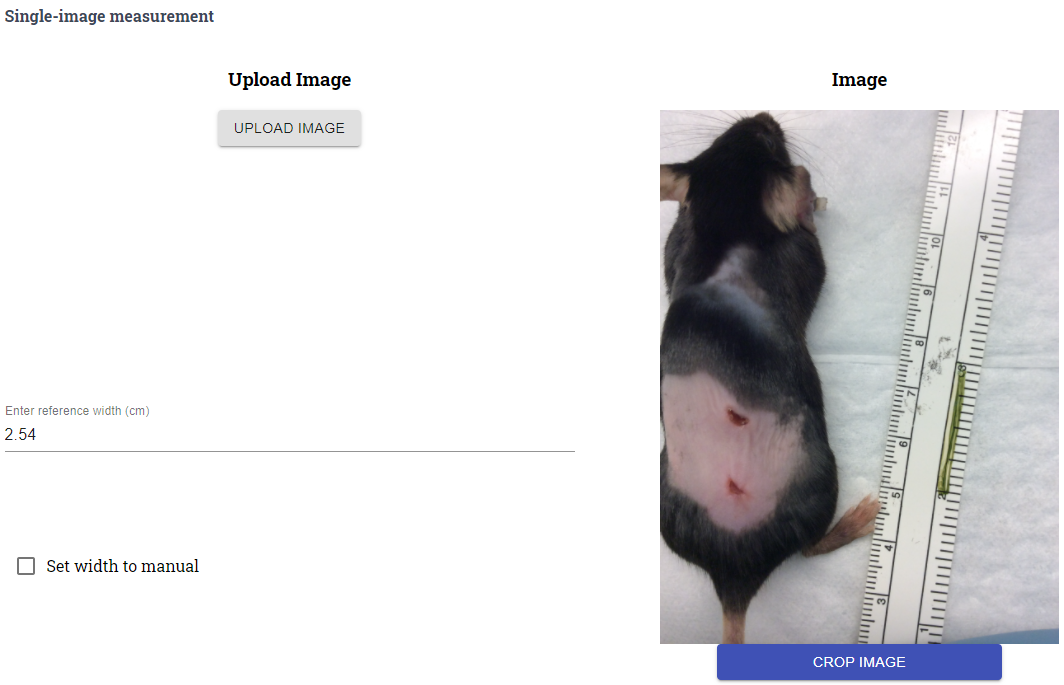 Single-image measurement
Upload Image
UPLOAD IMAGE
Enter reference width (cm)
2.54
Set width to manual
Image
12
11
10
9
8
7
6
5
4
3
4
3
2
1
CROP IMAGE